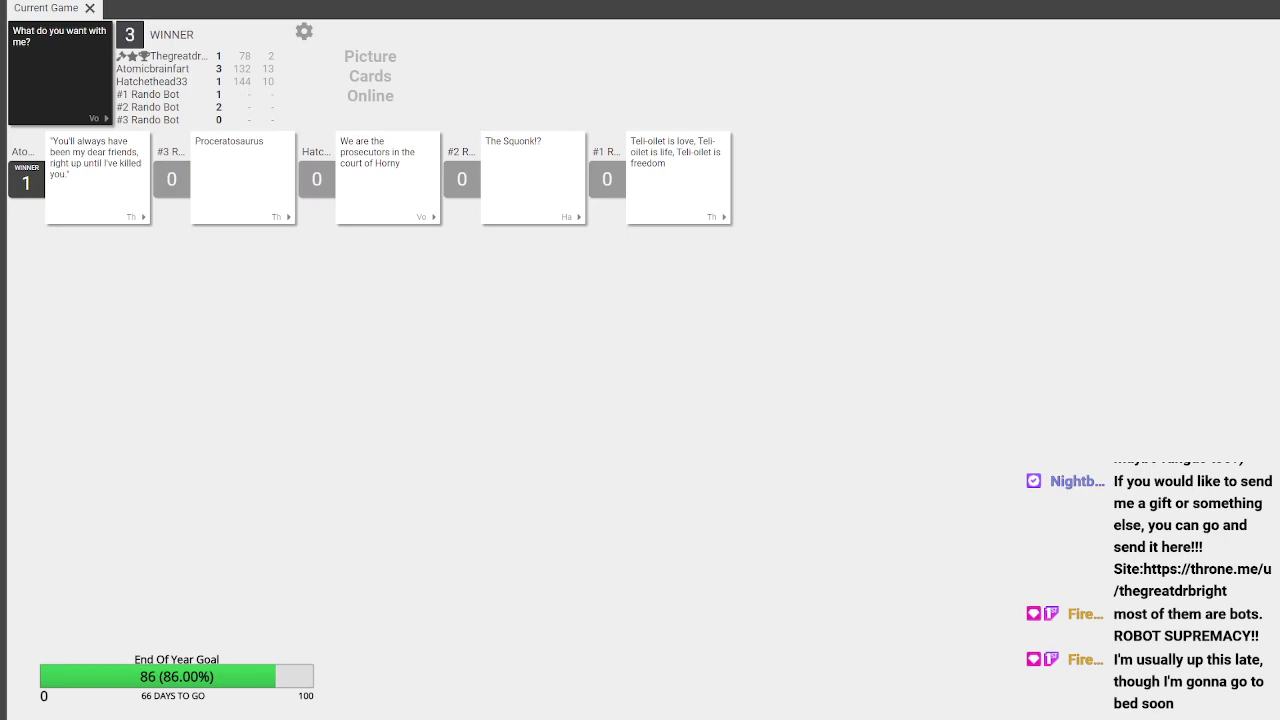 Current Game
What do you want with
me?
Vo
3 WINNER
Thegreatdr... 1 78 2
Atomicbrainfart 3 132 13
Hatchethead33 1 144 10
#1 Rando Bot 1 - -
#2 Rando Bot 2 - -
#3 Rando Bot 0 - -
Picture
Cards
Online
Ato...
WINNER
1
"You'll always have
been my dear friends,
right up until I've killed
you."
Th
#3 R...
0
Proceratosaurus
Th
Hatc...
0
We are the
prosecutors in the
court of Horny
Vo
#2 R...
0
The Squonk!?
Ha
#1 R...
0
Teli-oilet is love, Teli-
oilet is life, Teli-oilet is
freedom
Th
Nightb... If you would like to send
me a gift or something
else, you can go and
send it here!!!
Site:https://throne.me/u
/thegreatdrbright
Fire... most of them are bots.
ROBOT SUPREMACY!!
Fire... I'm usually up this late,
though I'm gonna go to
bed soon
End Of Year Goal
86 (86.00%)
0 66 DAYS TO GO 100